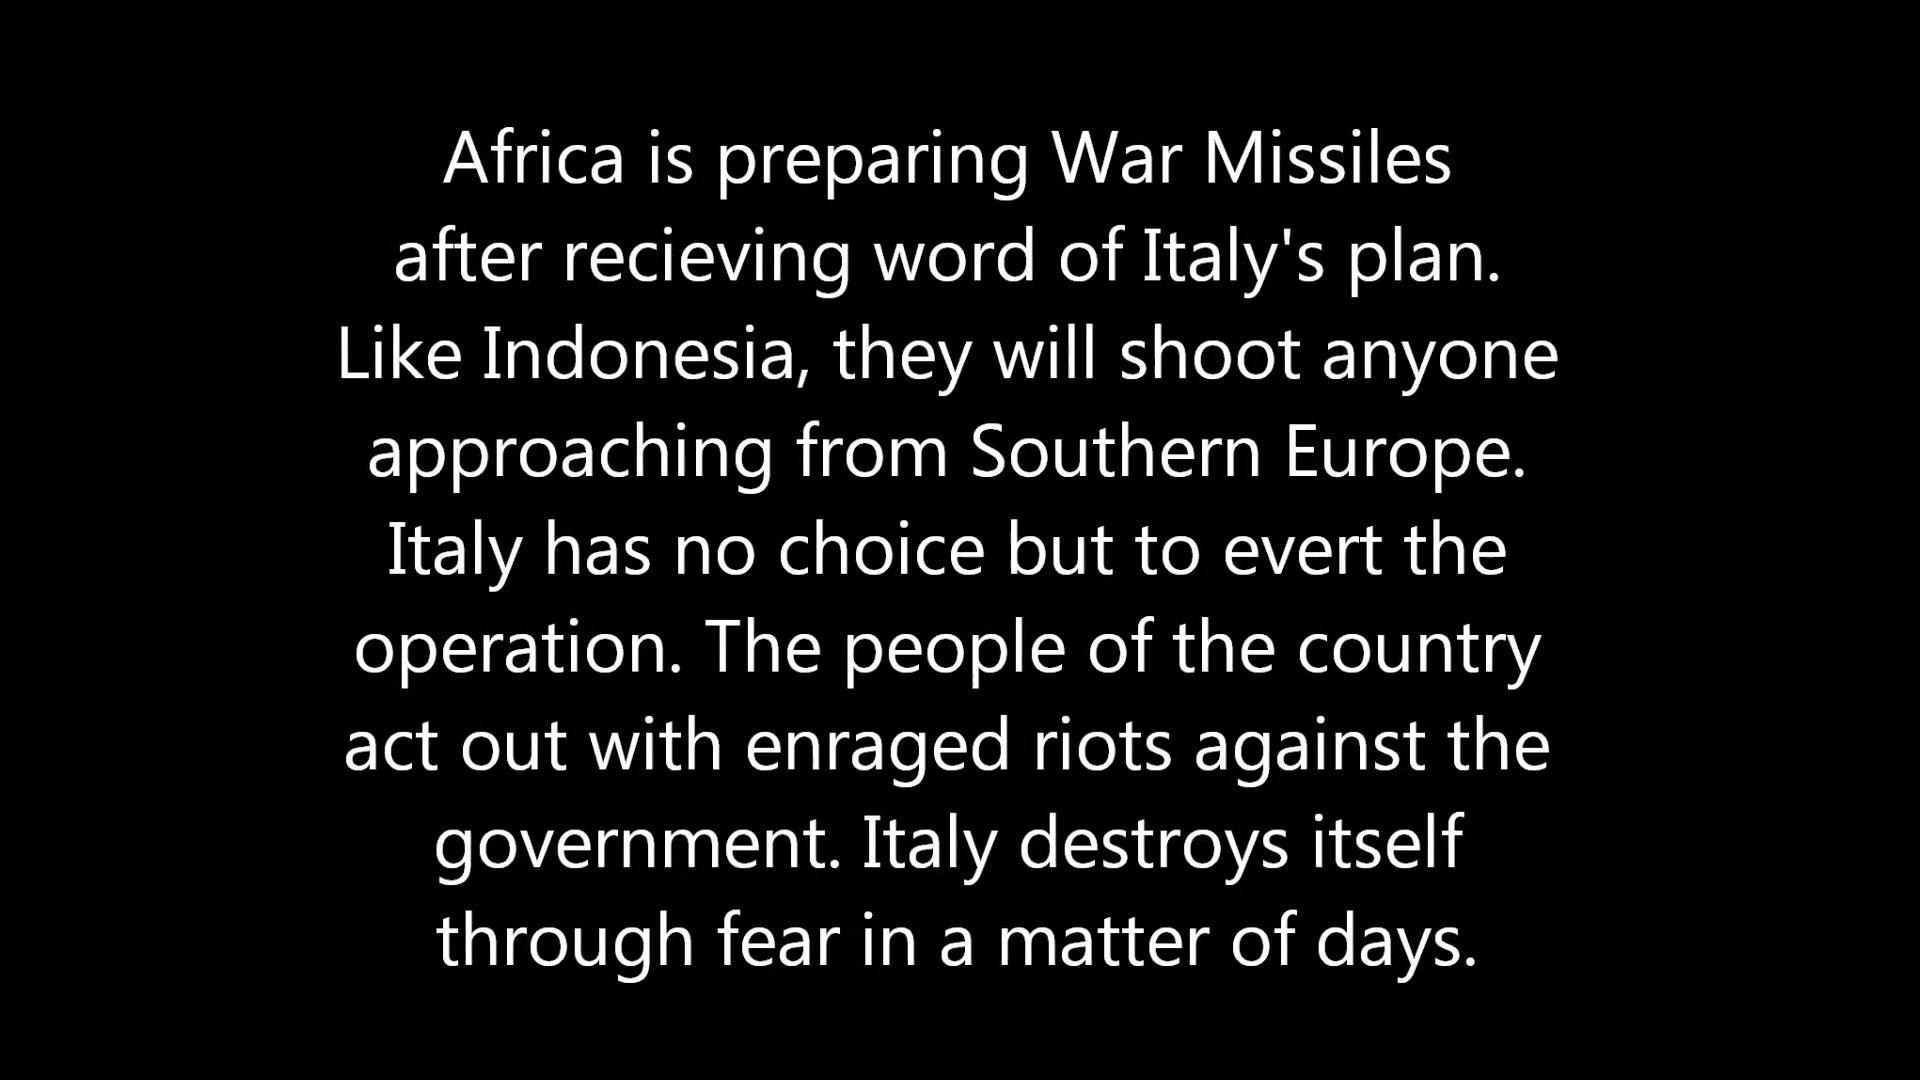 Africa is preparing War Missiles
after recieving word of Italy's plan.
Like Indonesia, they will shoot anyone
approaching from Southern Europe.
Italy has no choice but to evert the
operation. The people of the country
act out with enraged riots against the
government. Italy destroys itself
through fear in a matter of days.